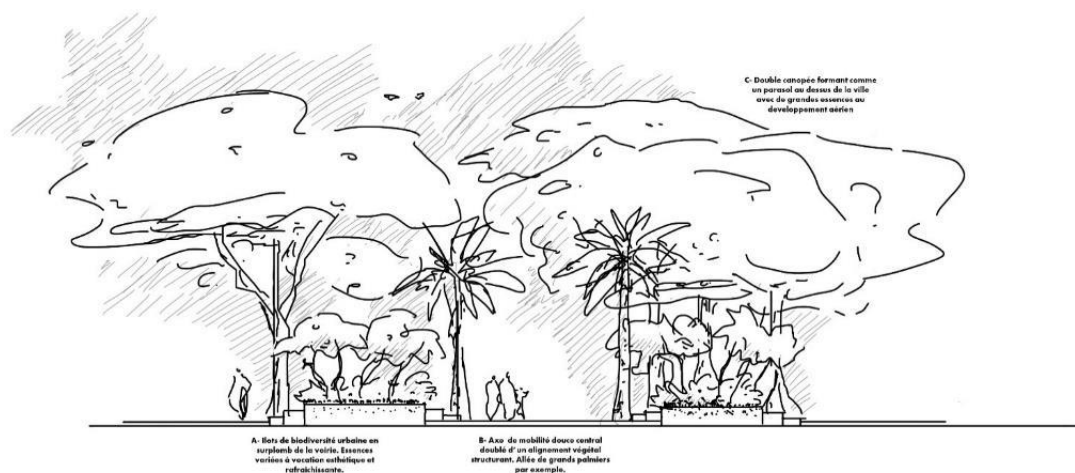 C- Double canopée formant comme
un parasol au dessus de la ville
avec de grandes essences au
developpement aérien
A- Ilots de biodiversité urbaine en
surplomb de la voirie. Essences
variées à vocation esthétique et
rafraichissante.
B- Axe de mobilité douce central
doublé d' un alignement végétal
structurant. Allée de grands palmiers
par exemple.